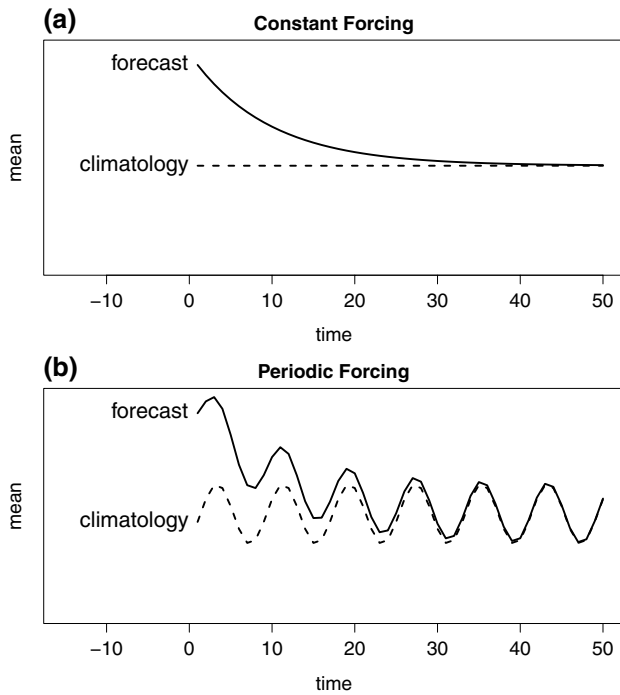 (a)
Constant Forcing
forecast
climatology
mean
−10 0 10 20 30 40 50
time
(b)
Periodic Forcing
forecast
climatology
mean
−10 0 10 20 30 40 50
time